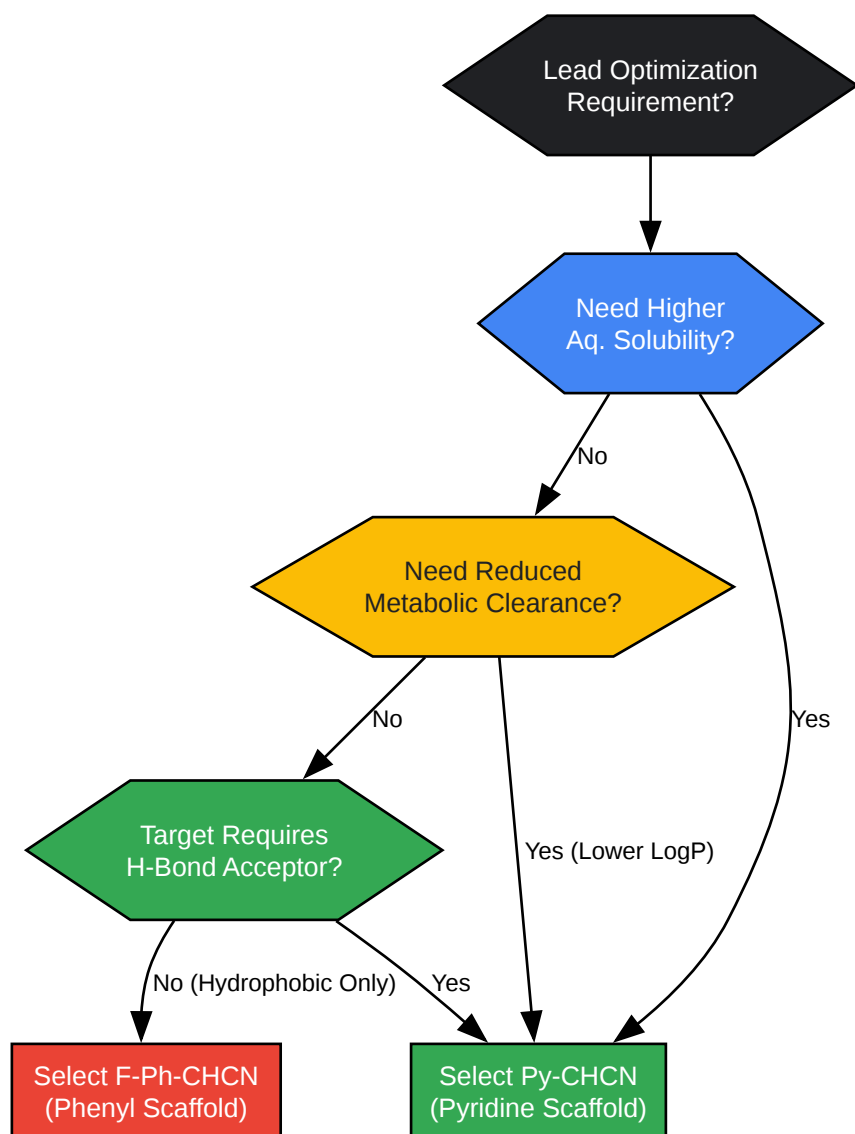 Lead Optimization
Requirement?
Need Higher
Aq. Solubility?
No
Need Reduced
Metabolic Clearance?
No
Yes
Target Requires
H-Bond Acceptor?
Yes (Lower LogP)
No (Hydrophobic Only)
Yes
Select F-Ph-CHCN
(Phenyl Scaffold)
Select Py-CHCN
(Pyridine Scaffold)